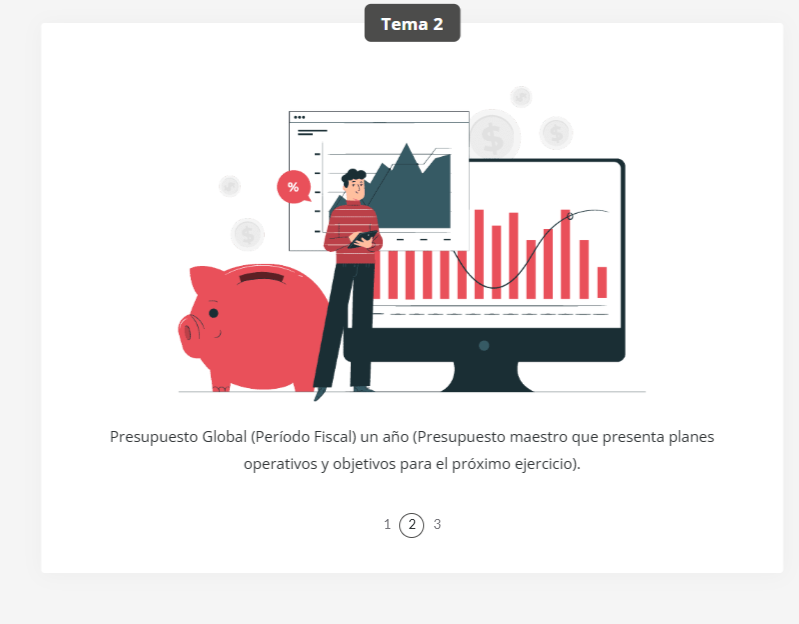 Tema 2
%
$
$
$
Presupuesto Global (Período Fiscal) un año (Presupuesto maestro que presenta planes
operativos y objetivos para el próximo ejercicio).
1 2 3